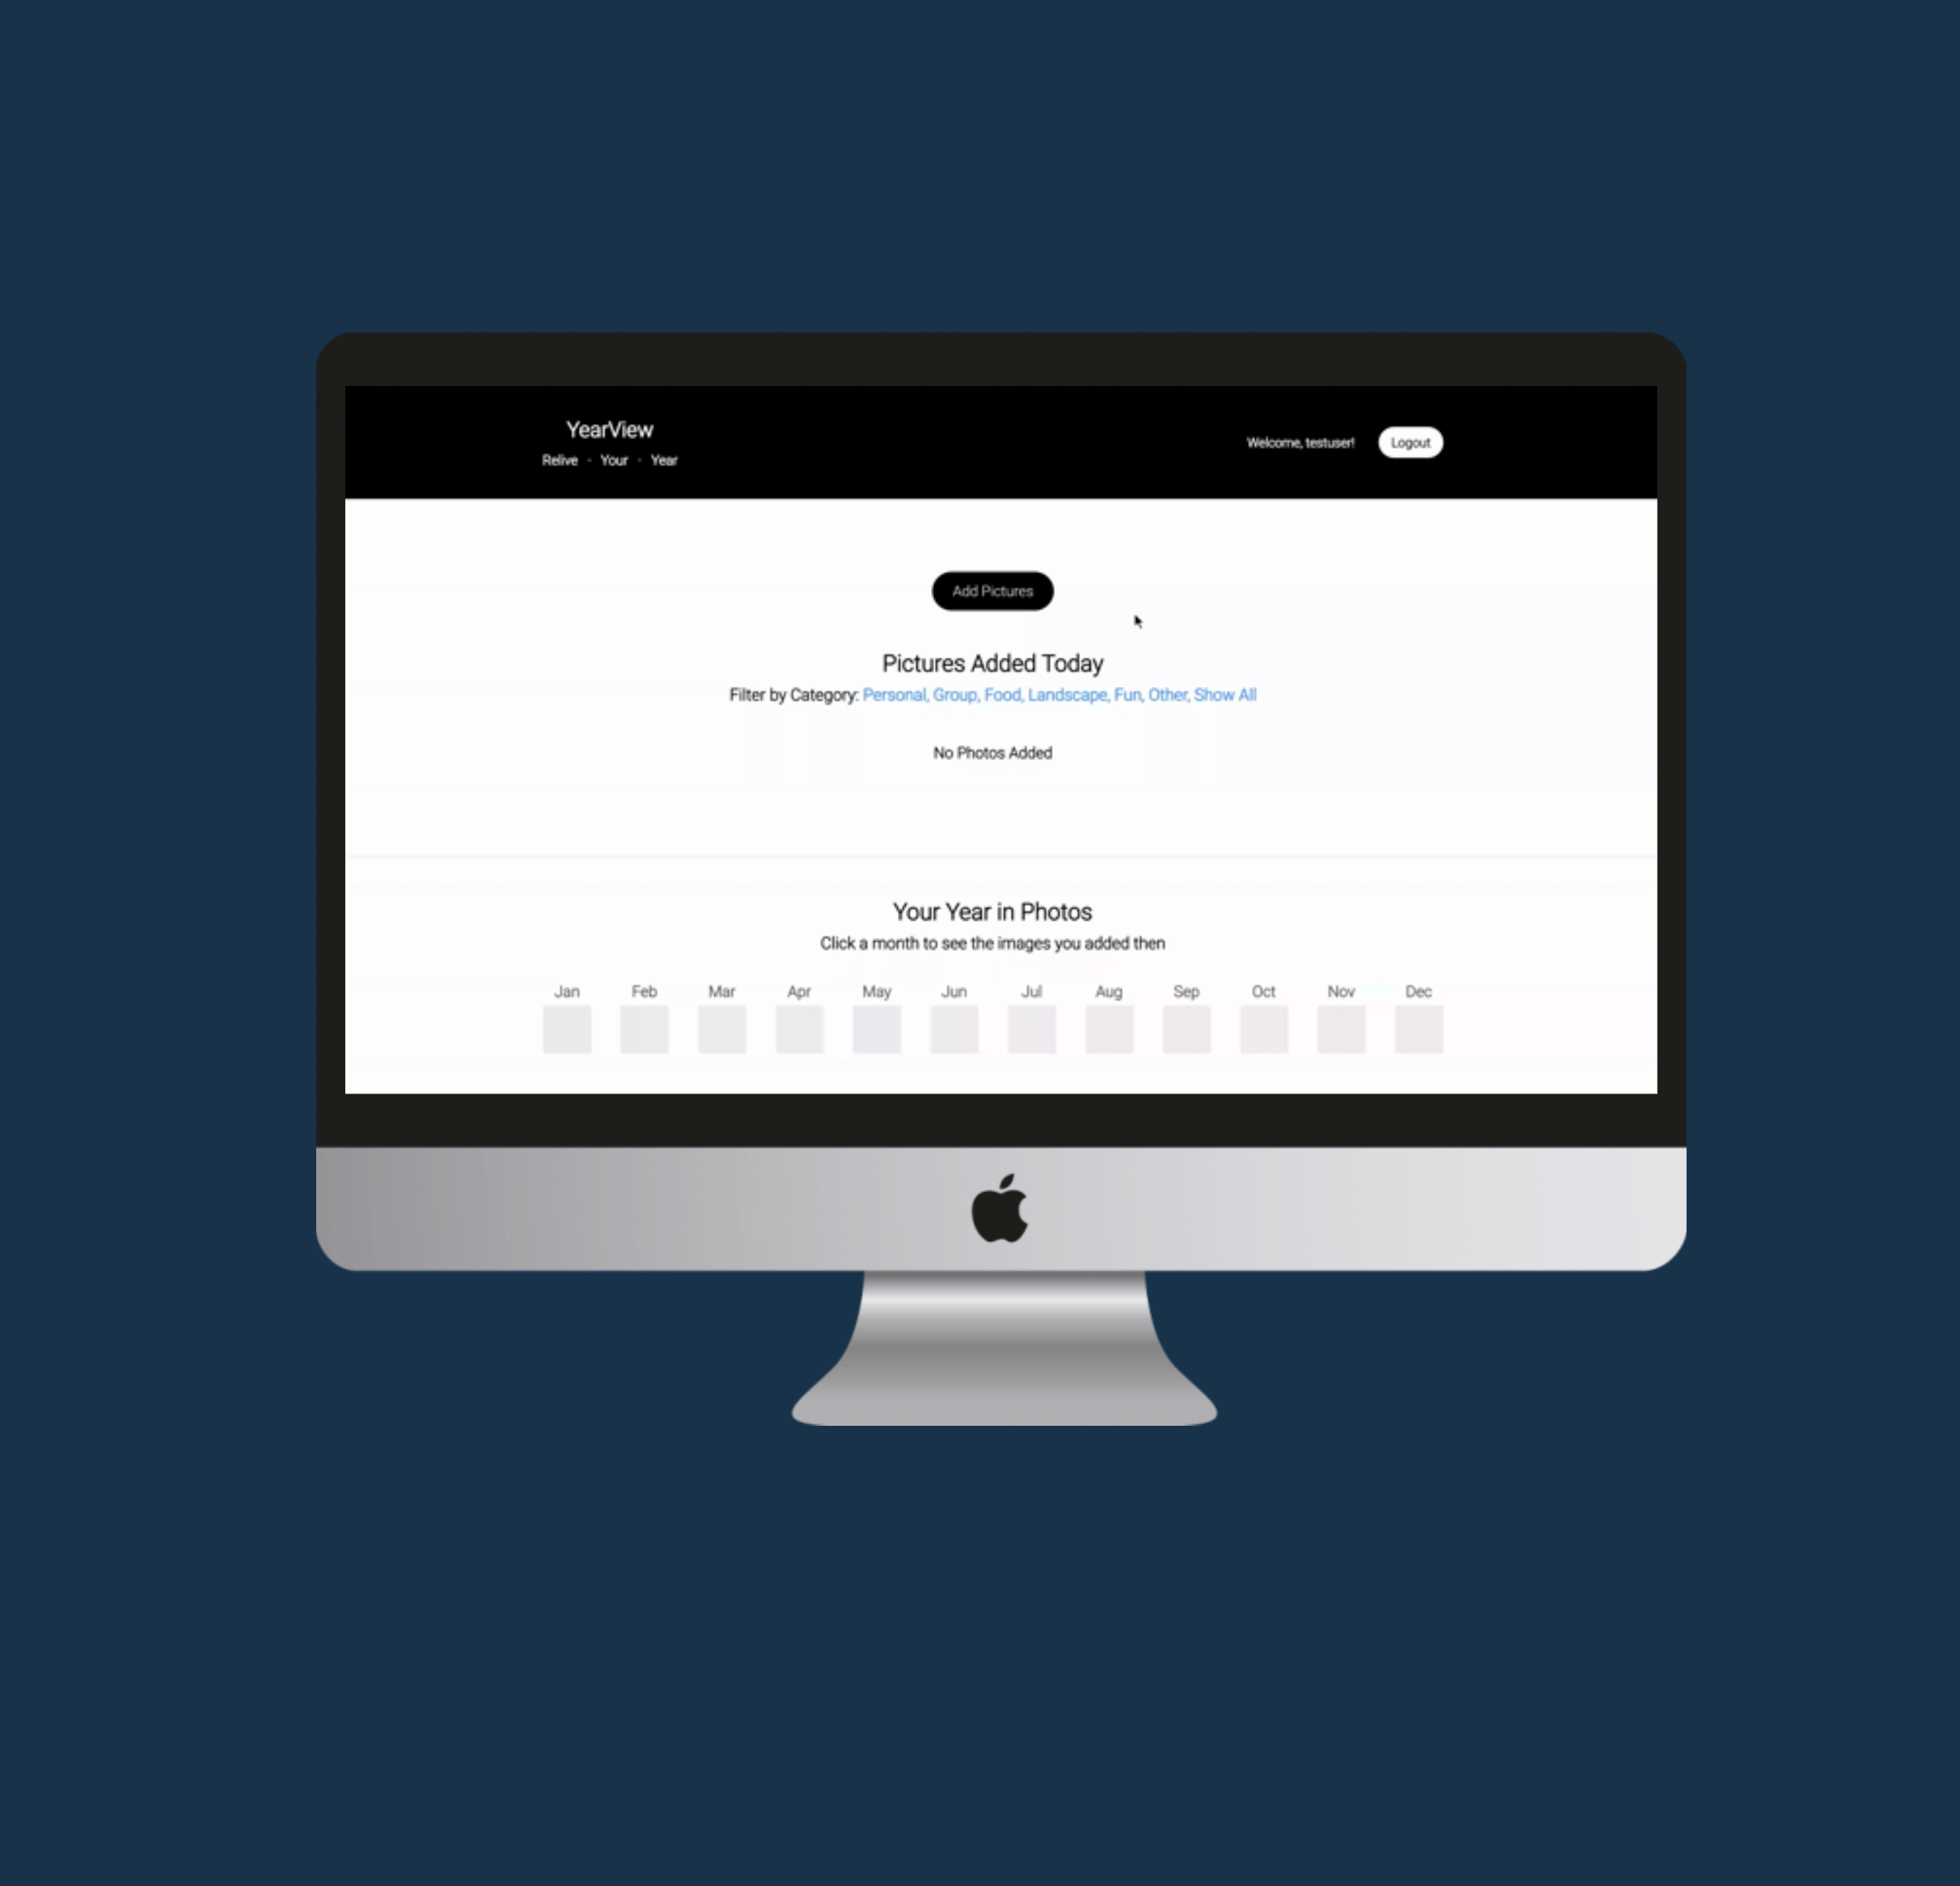 YearView
Relive - Your - Year
Welcome, testuser!
Logout
Add Pictures
Pictures Added Today
Filter by Category: Personal, Group, Food, Landscape, Fun, Other, Show All
No Photos Added
Your Year in Photos
Click a month to see the images you added then
Jan Feb Mar Apr May Jun Jul Aug Sep Oct Nov Dec